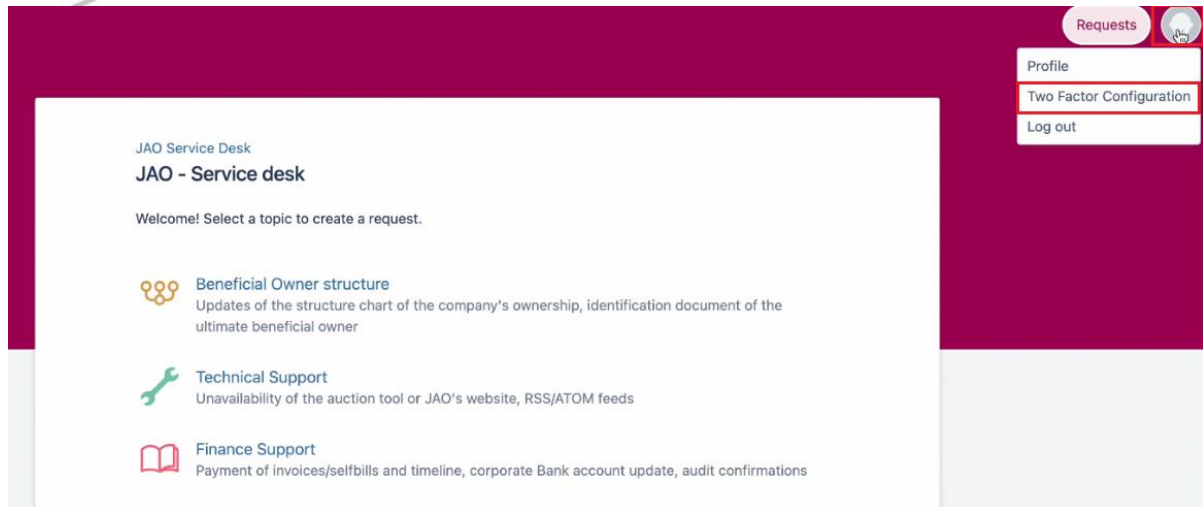 Requests
Profile
Two Factor Configuration
Log out
JAO Service Desk
JAO - Service desk
Welcome! Select a topic to create a request.
Beneficial Owner structure
Updates of the structure chart of the company's ownership, identification document of the
ultimate beneficial owner
Technical Support
Unavailability of the auction tool or JAO's website, RSS/ATOM feeds
Finance Support
Payment of invoices/selfbills and timeline, corporate Bank account update, audit confirmations